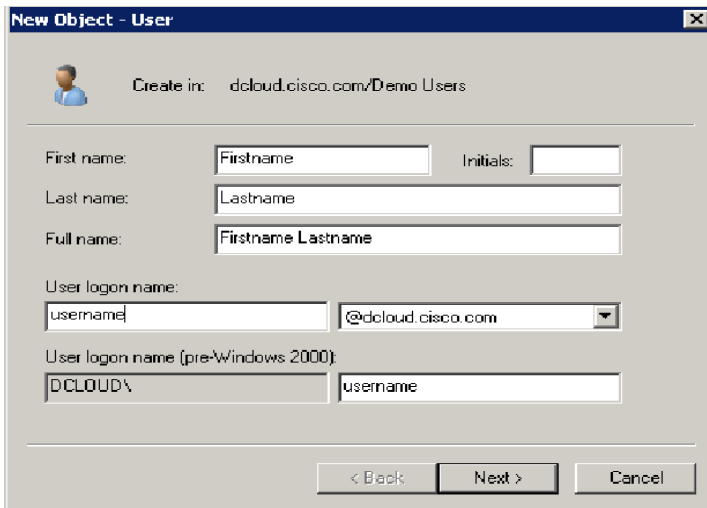 New Object - User
Create in: dcloud.cisco.com/Demo Users
First name: Firstname Initials:
Last name: Lastname
Full name: Firstname Lastname
User logon name:
username @dcloud.cisco.com
User logon name (pre-Windows 2000):
DCLOUD\ username
< Back Next > Cancel